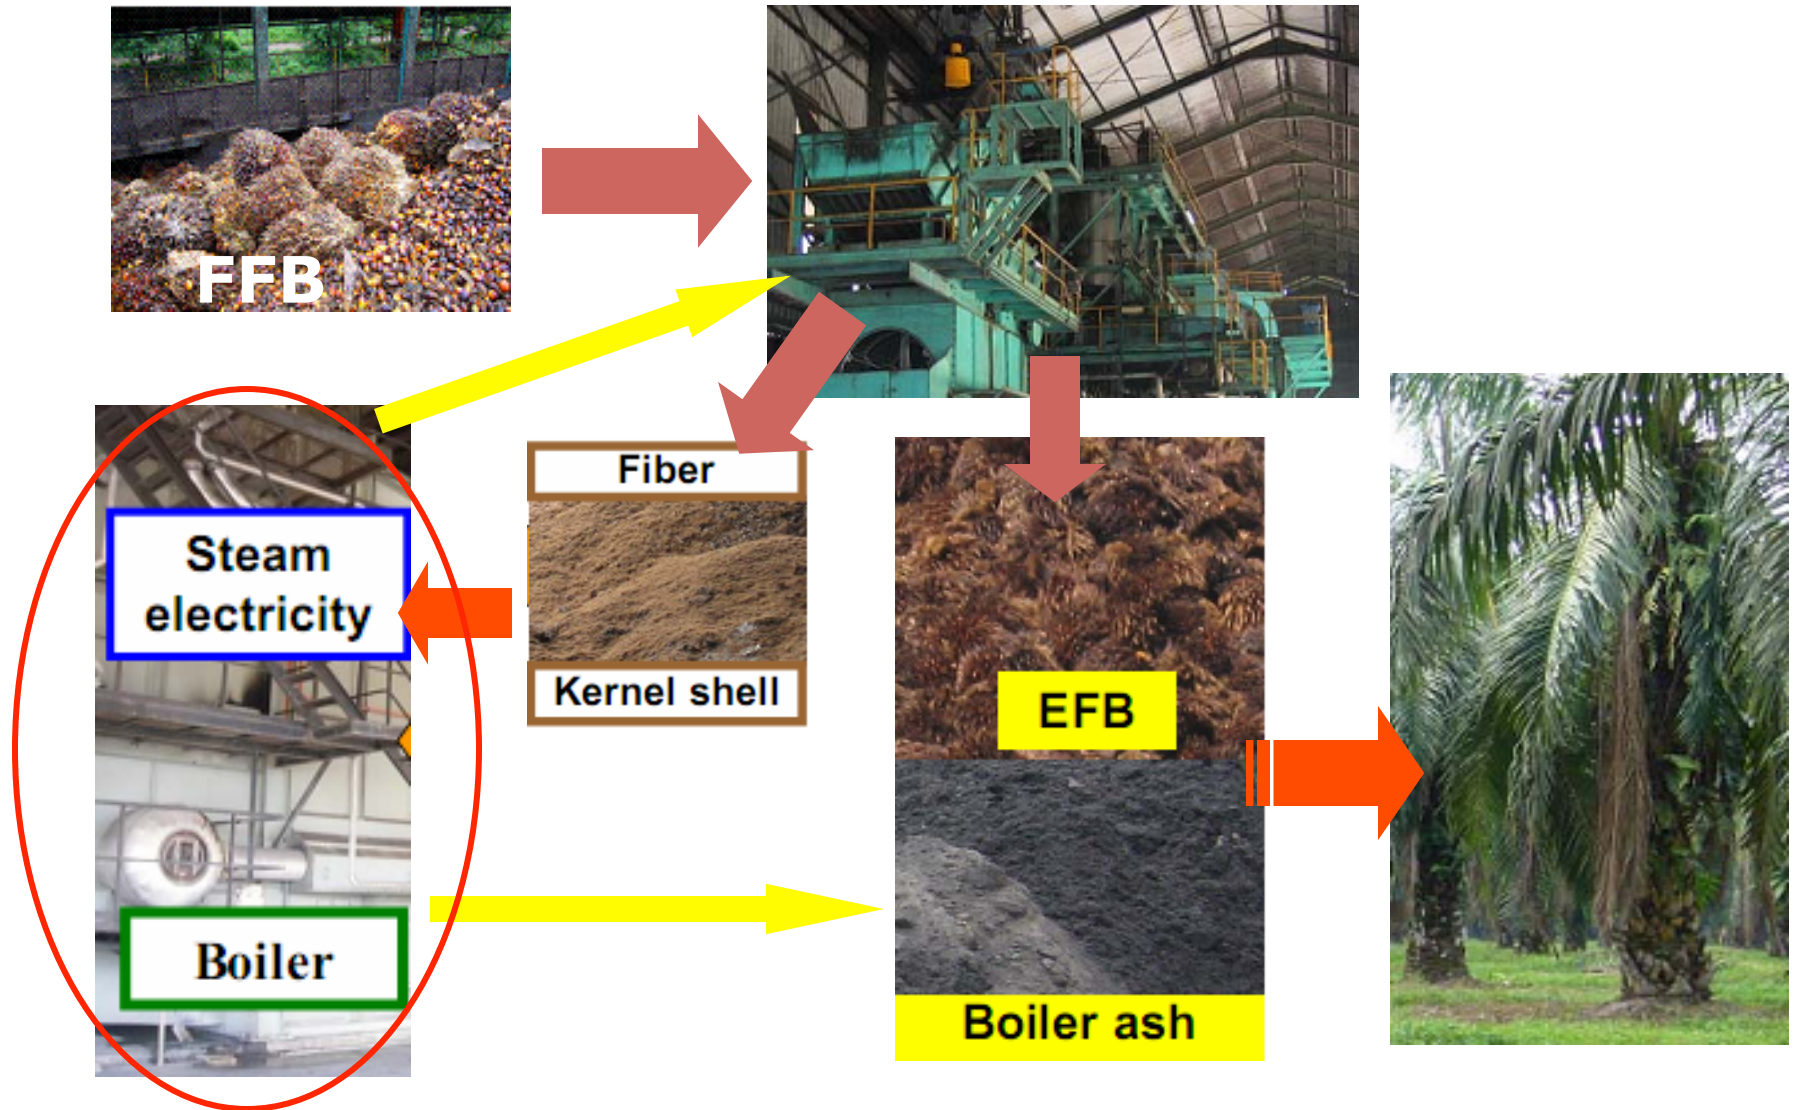 FFB
Fiber
Steam
electricity
Kernel shell
EFB
Boiler
Boiler ash